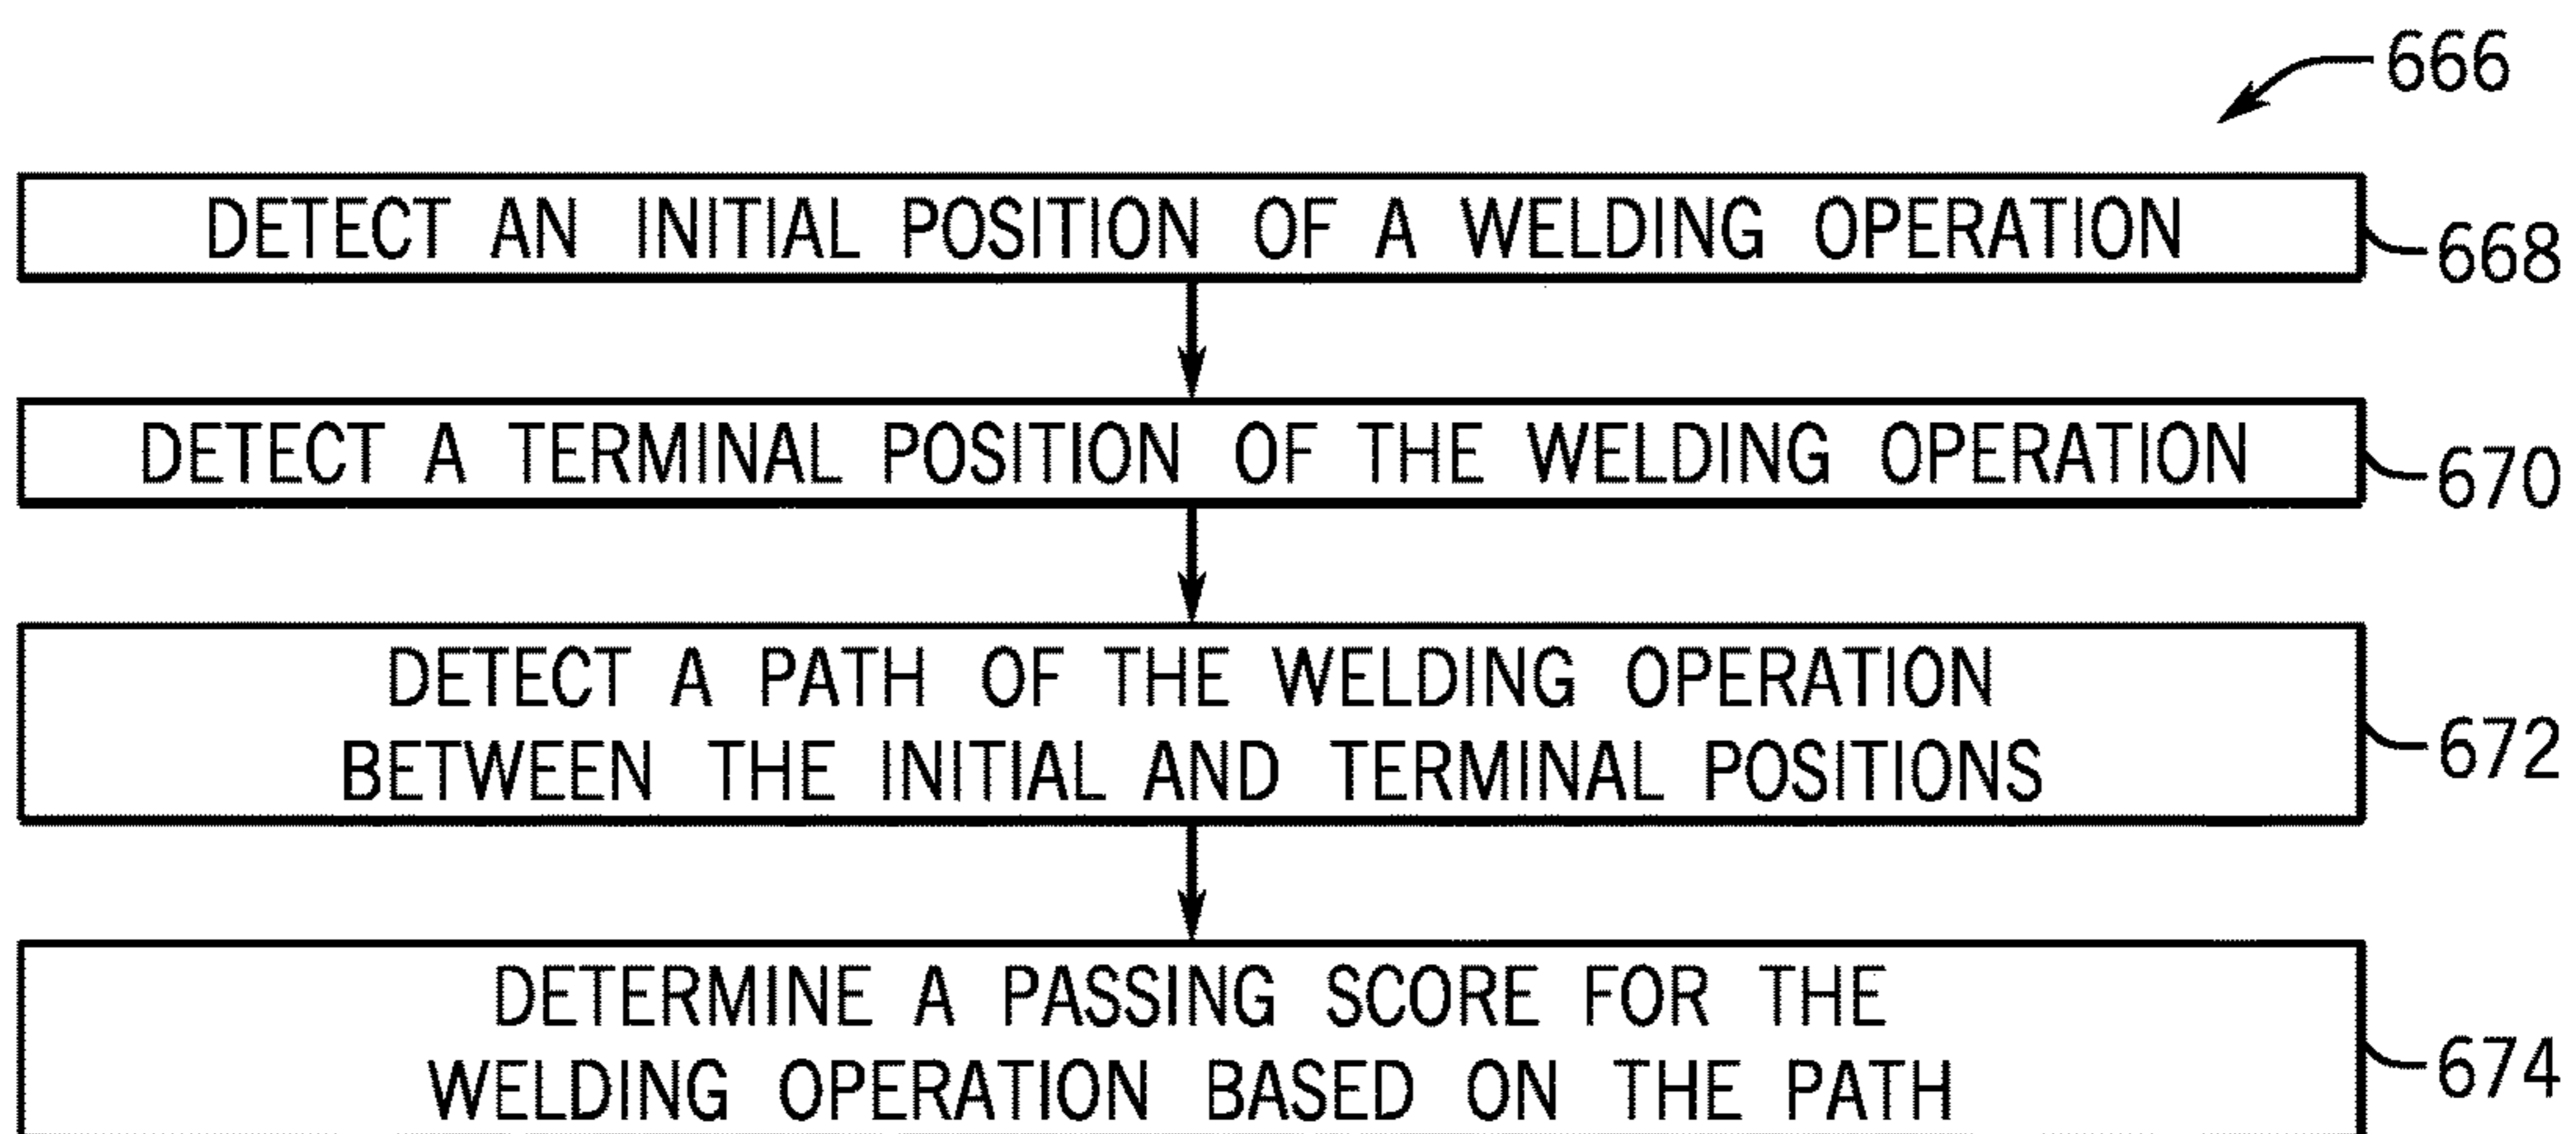 666
DETECT AN INITIAL POSITION OF A WELDING OPERATION
668
DETECT A TERMINAL POSITION OF THE WELDING OPERATION
670
DETECT A PATH OF THE WELDING OPERATION
BETWEEN THE INITIAL AND TERMINAL POSITIONS
672
DETERMINE A PASSING SCORE FOR THE
WELDING OPERATION BASED ON THE PATH
674